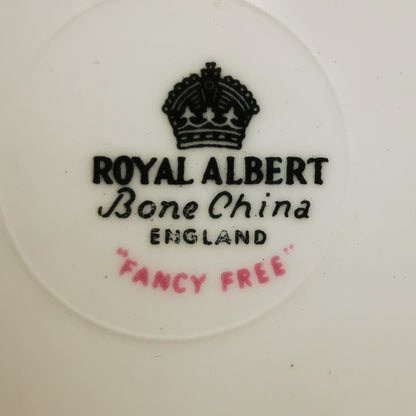 ROYAL ALBERT
Bone China
ENGLAND
"FANCY FREE"